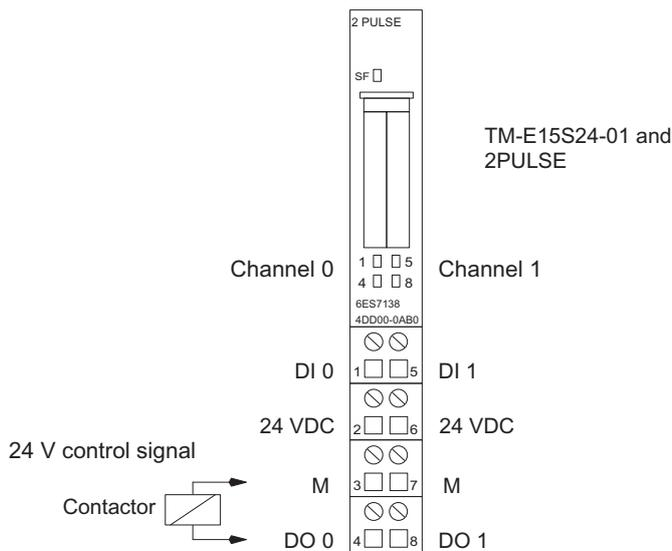 2 PULSE
SF
TM-E15S24-01 and
2PULSE
Channel 0 1 5 Channel 1
4 8
6ES7138
4DD00-0AB0
DI 0 1 5 DI 1
24 VDC 2 6 24 VDC
24 V control signal
M 3 7 M
Contactor
DO 0 4 8 DO 1